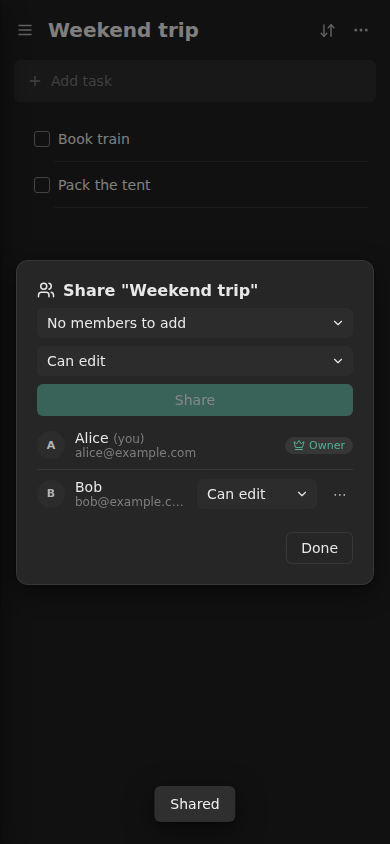 Weekend trip
Add task
Book train
Pack the tent
Share "Weekend trip"
No members to add
Can edit
Share
A
Alice (you)
alice@example.com
Owner
B
Bob
bob@example.c...
Can edit
Done
Shared